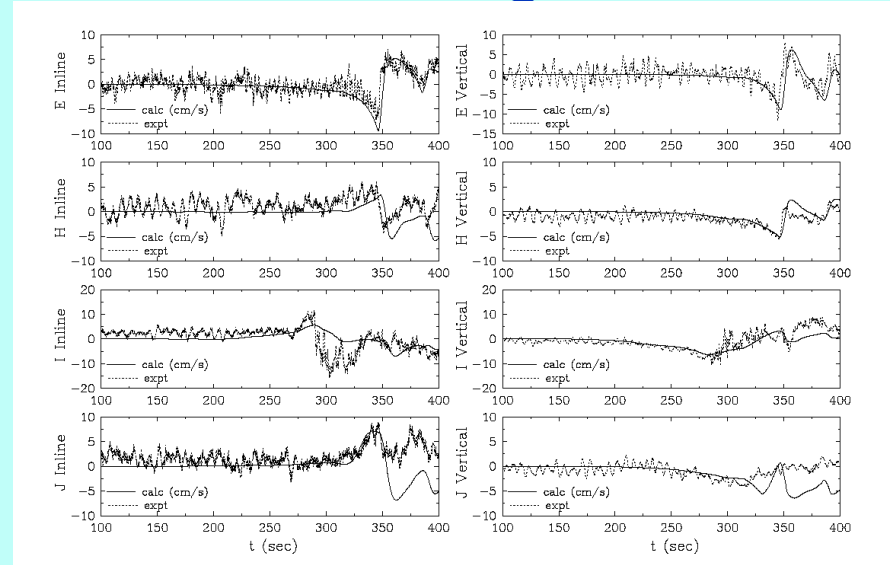 E Inline
10
5
0
−5
−10
calc (cm/s)
expt
100 150 200 250 300 350 400
E Vertical
10
5
0
−5
−10
−15
calc (cm/s)
expt
100 150 200 250 300 350 400
H Inline
10
5
0
−5
−10
calc (cm/s)
expt
100 150 200 250 300 350 400
H Vertical
10
5
0
−5
−10
calc (cm/s)
expt
100 150 200 250 300 350 400
I Inline
20
10
0
−10
−20
calc (cm/s)
expt
100 150 200 250 300 350 400
I Vertical
20
10
0
−10
−20
calc (cm/s)
expt
100 150 200 250 300 350 400
J Inline
10
5
0
−5
−10
calc (cm/s)
expt
100 150 200 250 300 350 400
t (sec)
J Vertical
10
5
0
−5
−10
calc (cm/s)
expt
100 150 200 250 300 350 400
t (sec)